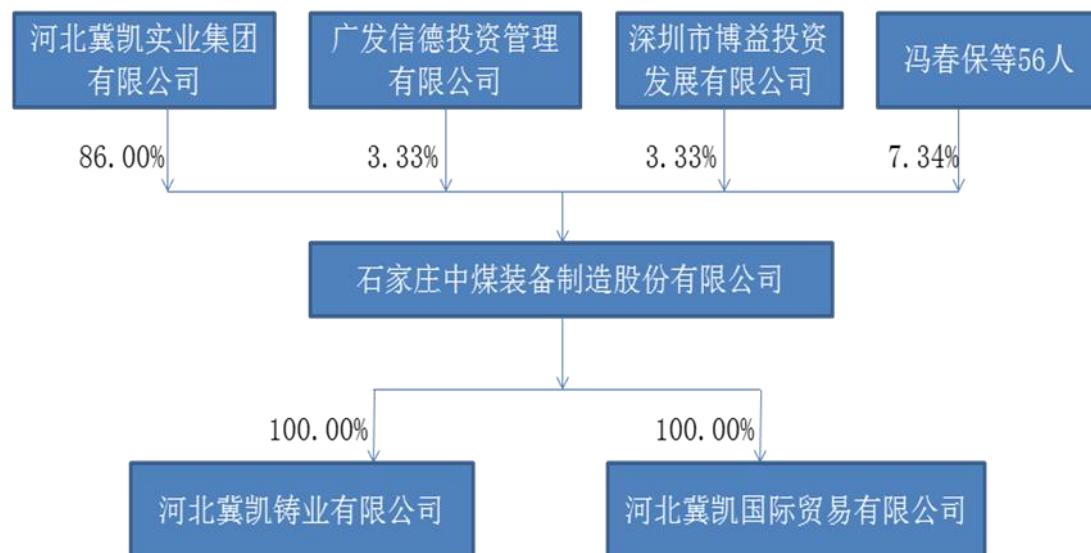 河北冀凯实业集团
有限公司
广发信德投资管理
有限公司
深圳市博益投资
发展有限公司
冯春保等56人
86.00%
3.33%
3.33%
7.34%
石家庄中煤装备制造股份有限公司
100.00%
100.00%
河北冀凯铸业有限公司
河北冀凯国际贸易有限公司